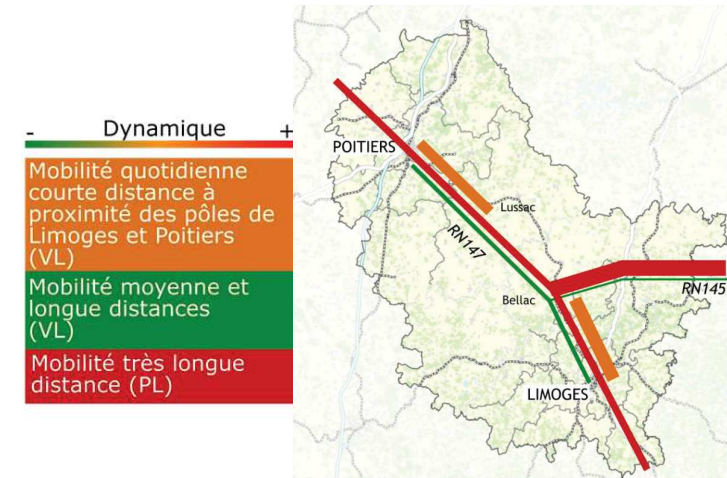 - Dynamique +
Mobilité quotidienne
courte distance à
proximité des pôles de
Limoges et Poitiers
(VL)
Mobilité moyenne et
longue distances
(VL)
Mobilité très longue
distance (PL)
POITIERS
Lussac
RN147
RN145
Bellac
LIMOGES